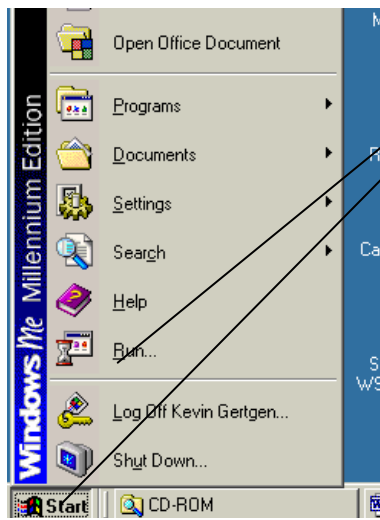 Open Office Document
Programs
Documents
Settings
Search
Help
Run...
Log Off Kevin Gertgen...
Shut Down...
Windows Me Millennium Edition
Start
CD-ROM